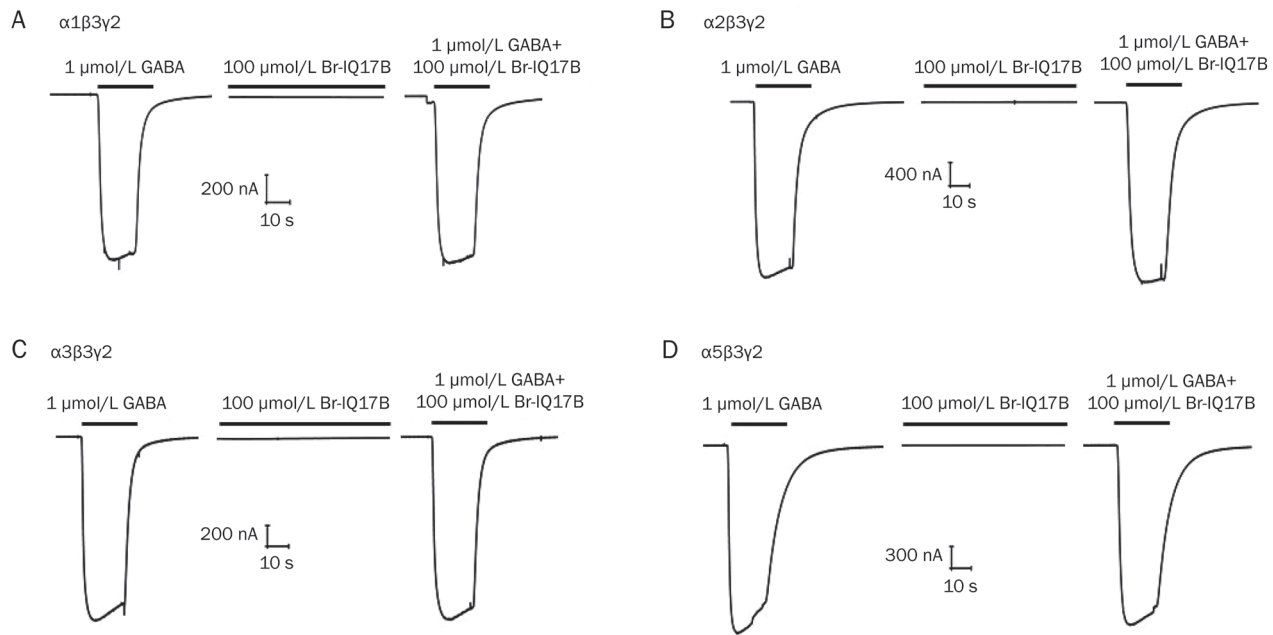 A
α1β3γ2
1 µmol/L GABA
100 µmol/L Br-IQ17B
1 µmol/L GABA+
100 µmol/L Br-IQ17B
200 nA
10 s
B
α2β3γ2
1 µmol/L GABA
100 µmol/L Br-IQ17B
1 µmol/L GABA+
100 µmol/L Br-IQ17B
400 nA
10 s
C
α3β3γ2
1 µmol/L GABA
100 µmol/L Br-IQ17B
1 µmol/L GABA+
100 µmol/L Br-IQ17B
200 nA
10 s
D
α5β3γ2
1 µmol/L GABA
100 µmol/L Br-IQ17B
1 µmol/L GABA+
100 µmol/L Br-IQ17B
300 nA
10 s